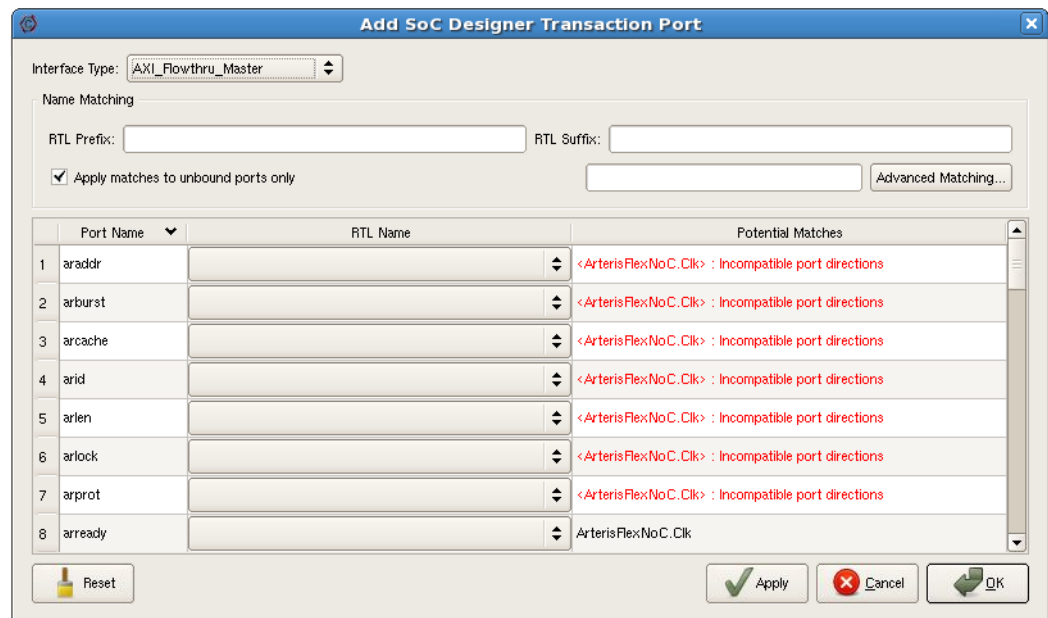 Add SoC Designer Transaction Port
Interface Type: AXI_Flowthru_Master
Name Matching
RTL Prefix: RTL Suffix:
Apply matches to unbound ports only Advanced Matching...
Port Name RTL Name Potential Matches
1 araddr <ArterisFlexNoC.Clk> : Incompatible port directions
2 arburst <ArterisFlexNoC.Clk> : Incompatible port directions
3 arcache <ArterisFlexNoC.Clk> : Incompatible port directions
4 arid <ArterisFlexNoC.Clk> : Incompatible port directions
5 arlen <ArterisFlexNoC.Clk> : Incompatible port directions
6 arlock <ArterisFlexNoC.Clk> : Incompatible port directions
7 arprot <ArterisFlexNoC.Clk> : Incompatible port directions
8 arready ArterisFlexNoC.Clk
Reset Apply Cancel OK